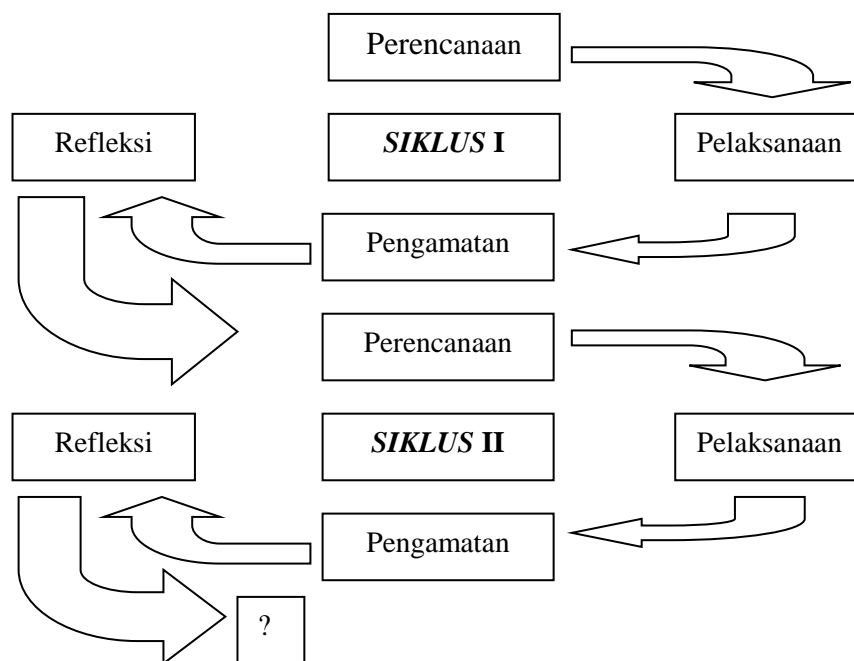 Perencanaan
Refleksi
SIKLUS I
Pelaksanaan
Pengamatan
Perencanaan
Refleksi
SIKLUS II
Pelaksanaan
Pengamatan
?